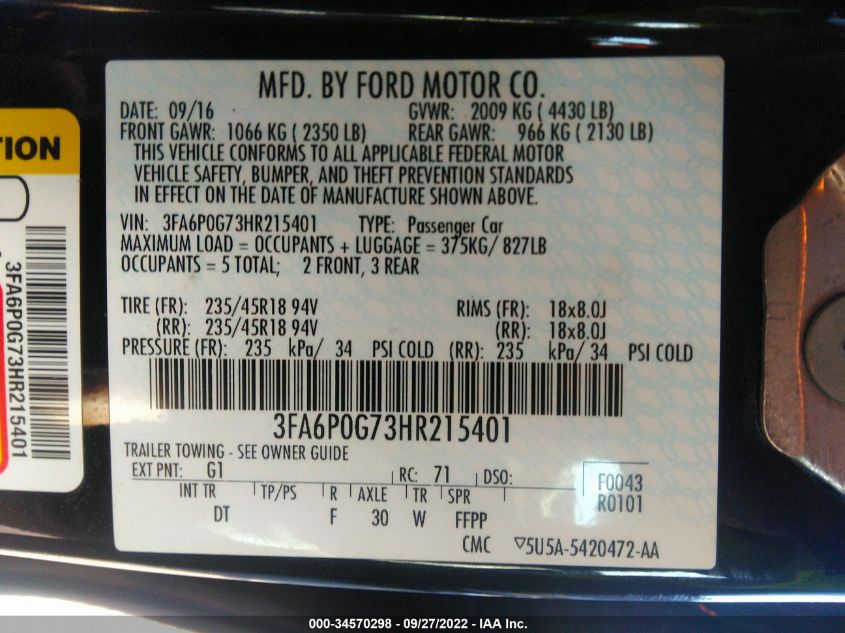 MFD. BY FORD MOTOR CO.
DATE: 09/16 GVWR: 2009 KG ( 4430 LB)
FRONT GAWR: 1066 KG ( 2350 LB) REAR GAWR: 966 KG ( 2130 LB)
THIS VEHICLE CONFORMS TO ALL APPLICABLE FEDERAL MOTOR
VEHICLE SAFETY, BUMPER, AND THEFT PREVENTION STANDARDS
IN EFFECT ON THE DATE OF MANUFACTURE SHOWN ABOVE.
VIN: 3FA6P0G73HR215401 TYPE: Passenger Car
MAXIMUM LOAD = OCCUPANTS + LUGGAGE = 375KG/ 827LB
OCCUPANTS = 5 TOTAL; 2 FRONT, 3 REAR
TIRE (FR): 235/45R18 94V RIMS (FR): 18x8.0J
(RR): 235/45R18 94V (RR): 18x8.0J
PRESSURE (FR): 235 kPa/ 34 PSI COLD (RR): 235 kPa/ 34 PSI COLD
3FA6P0G73HR215401
TRAILER TOWING - SEE OWNER GUIDE
EXT PNT: G1 RC: 71 DSO: F0043
R0101
INT TR TP/PS R AXLE TR SPR
DT F 30 W FFPP
CMC ▽5U5A-5420472-AA
TION
3FA6P0G73HR215401
000-34570298 - 09/27/2022 - IAA Inc.